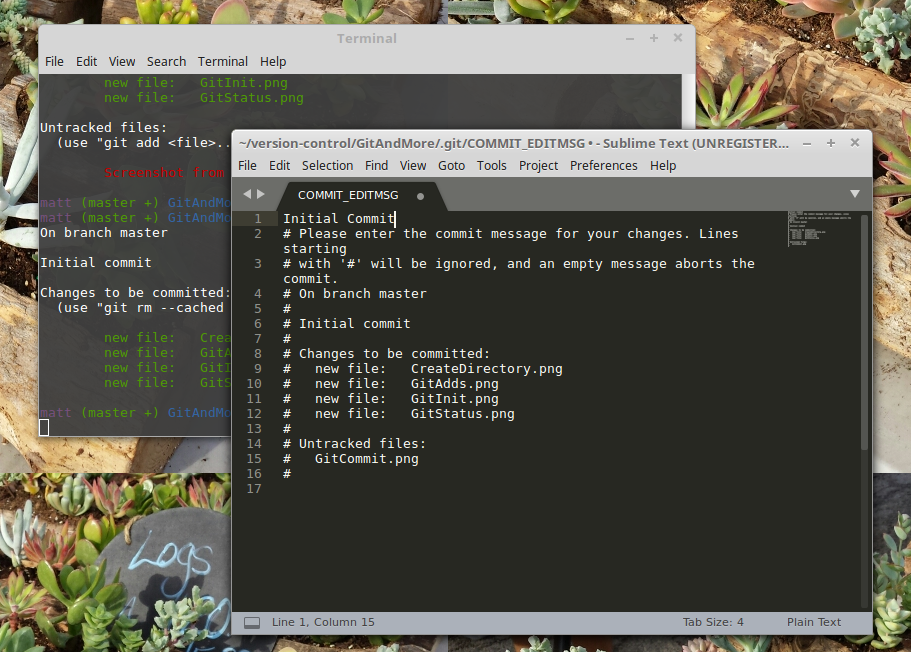 Terminal
File Edit View Search Terminal Help
new file: GitInit.png
new file: GitStatus.png
Untracked files:
(use "git add <file>..
Screenshot from
matt (master +) GitAndMo
matt (master +) GitAndMo
On branch master
Initial commit
Changes to be committed:
(use "git rm --cached
new file: Crea
new file: GitA
new file: GitI
new file: GitS
matt (master +) GitAndMo
~/version-control/GitAndMore/.git/COMMIT_EDITMSG • - Sublime Text (UNREGISTER...
File Edit Selection Find View Goto Tools Project Preferences Help
COMMIT_EDITMSG
1 Initial Commit
2 # Please enter the commit message for your changes. Lines
starting
3 # with '#' will be ignored, and an empty message aborts the
commit.
4 # On branch master
5 #
6 # Initial commit
7 #
8 # Changes to be committed:
9 # new file: CreateDirectory.png
10 # new file: GitAdds.png
11 # new file: GitInit.png
12 # new file: GitStatus.png
13 #
14 # Untracked files:
15 # GitCommit.png
16 #
17
Line 1, Column 15 Tab Size: 4 Plain Text
Logs